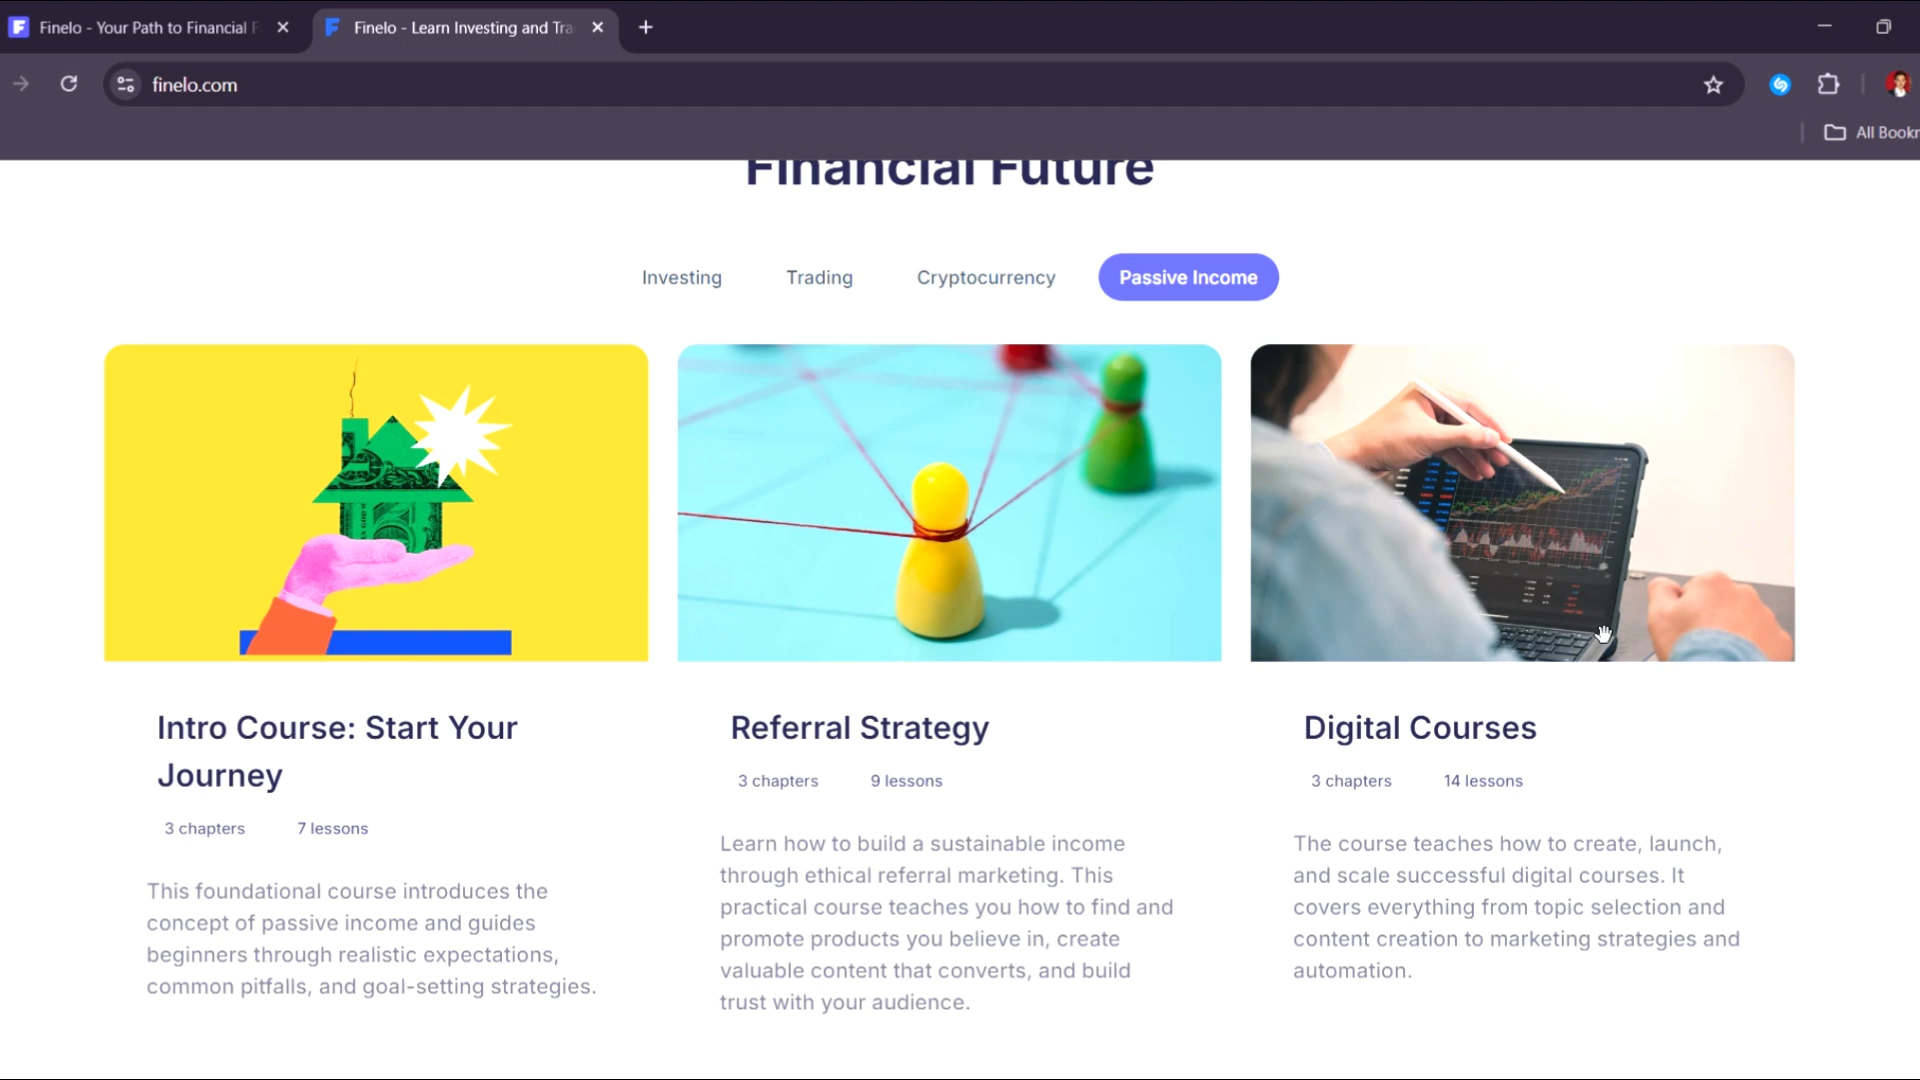 Finelo - Your Path to Financial F
Finelo - Learn Investing and Tra
finelo.com
All Bookr
Financial Future
Investing
Trading
Cryptocurrency
Passive Income
Intro Course: Start Your
Journey
3 chapters
7 lessons
This foundational course introduces the
concept of passive income and guides
beginners through realistic expectations,
common pitfalls, and goal-setting strategies.
Referral Strategy
3 chapters
9 lessons
Learn how to build a sustainable income
through ethical referral marketing. This
practical course teaches you how to find and
promote products you believe in, create
valuable content that converts, and build
trust with your audience.
Digital Courses
3 chapters
14 lessons
The course teaches how to create, launch,
and scale successful digital courses. It
covers everything from topic selection and
content creation to marketing strategies and
automation.